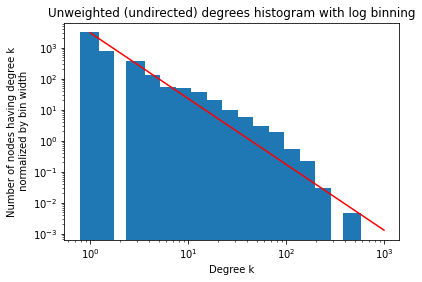 Unweighted (undirected) degrees histogram with log binning
Number of nodes having degree k
normalized by bin width
10³
10²
10¹
10⁰
10⁻¹
10⁻²
10⁻³
10⁰
10¹
10²
10³
Degree k